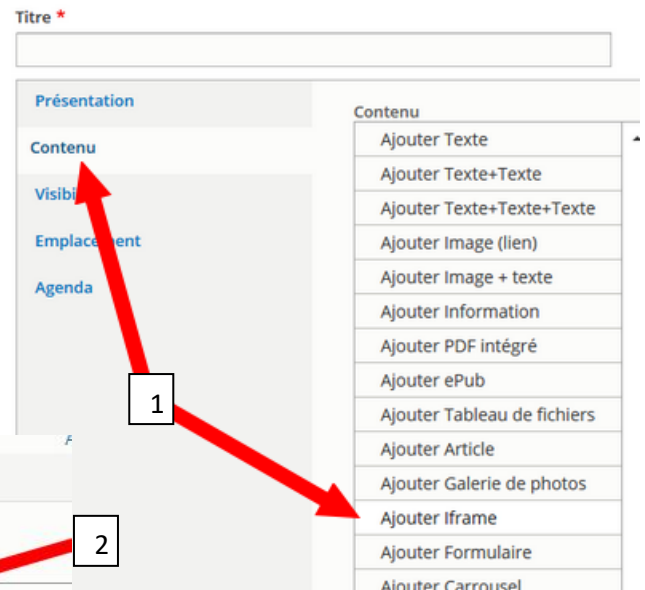 Titre *
Présentation
Contenu
Visibi
Emplacement
Agenda
Contenu
Ajouter Texte
Ajouter Texte+Texte
Ajouter Texte+Texte+Texte
Ajouter Image (lien)
Ajouter Image + texte
Ajouter Information
Ajouter PDF intégré
Ajouter ePub
Ajouter Tableau de fichiers
Ajouter Article
Ajouter Galerie de photos
Ajouter Iframe
Ajouter Formulaire
Ajouter Carrousel
1
2